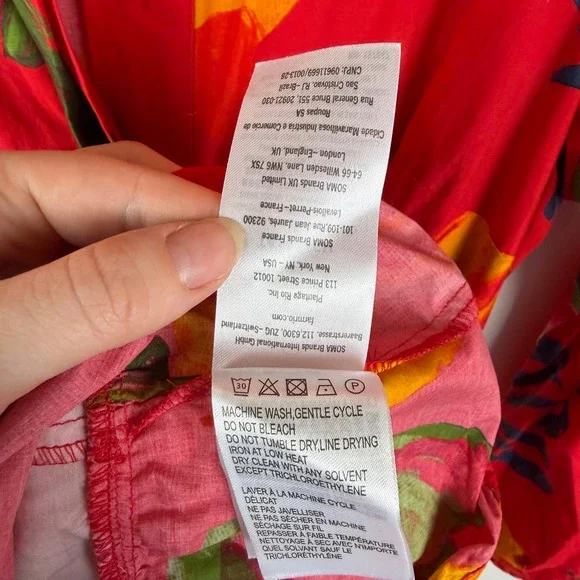 SOMA Brands International GmbH
Baarerstrasse. 112,6300, ZUG -Switzerland
farmrio.com
Plantage Rio Inc.
113 Prince Street, 10012
New York, NY – USA
SOMA Brands France
101-109,Rue Jean Jaurès, 92300
Levallois-Perret–France
SOMA Brands UK Limited
64-66 Willesden Lane, NW6 7SX
London –England, UK
Cidade Maravilhosa Industria e Comercio de
Roupas SA
Rua General Bruce 551, 20921-030
Sao Cristovao, RJ – Brazil
CNPJ: 09611669/0013-28
30 P
MACHINE WASH,GENTLE CYCLE
DO NOT BLEACH
DO NOT TUMBLE DRY,LINE DRYING
IRON AT LOW HEAT
DRY CLEAN WITH ANY SOLVENT
EXCEPT TRICHLOROETHYLENE
LAVER À LA MACHINE CYCLE
DÉLICAT
NE PAS JAVELLISER
NE PAS SÉCHER EN MACHINE
SÉCHAGE SUR FIL
REPASSER À FAIBLE TEMPÉRATURE
NETTOYAGE À SEC AVEC N'IMPORTE
QUEL SOLVANT SAUF LE
TRICHLOROÉTHYLÈNE